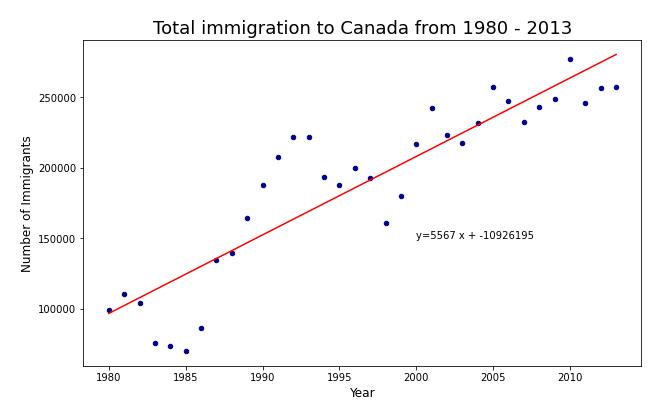 Total immigration to Canada from 1980 - 2013
Number of Immigrants
250000
200000
150000
100000
y=5567 x + -10926195
1980 1985 1990 1995 2000 2005 2010
Year